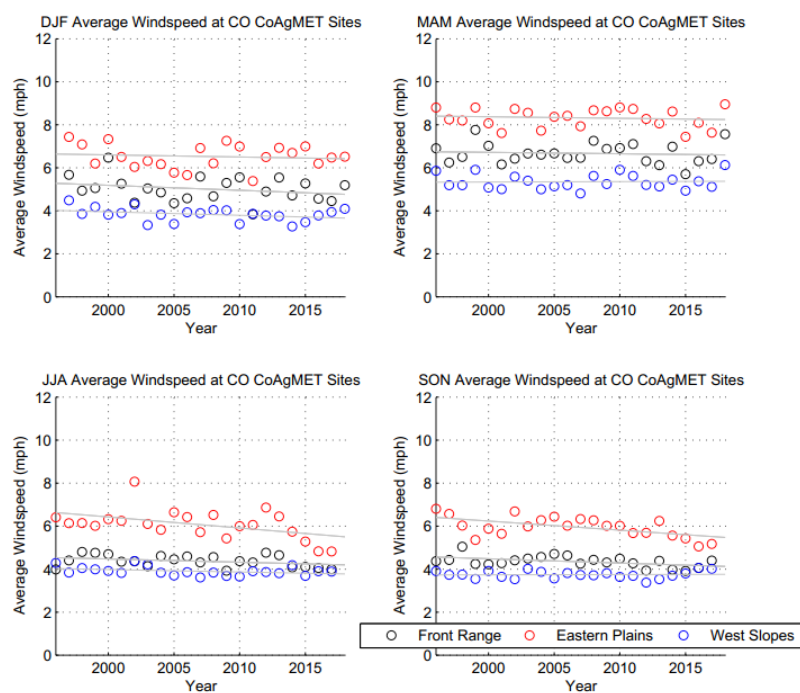 DJF Average Windspeed at CO CoAgMET Sites
12
10
8
6
4
2
0
Average Windspeed (mph)
2000 2005 2010 2015
Year
MAM Average Windspeed at CO CoAgMET Sites
12
10
8
6
4
2
0
Average Windspeed (mph)
2000 2005 2010 2015
Year
JJA Average Windspeed at CO CoAgMET Sites
12
10
8
6
4
2
0
Average Windspeed (mph)
2000 2005 2010 2015
Year
SON Average Windspeed at CO CoAgMET Sites
12
10
8
6
4
2
0
Average Windspeed (mph)
Front Range Eastern Plains West Slopes
2000 2005 2010 2015
Year